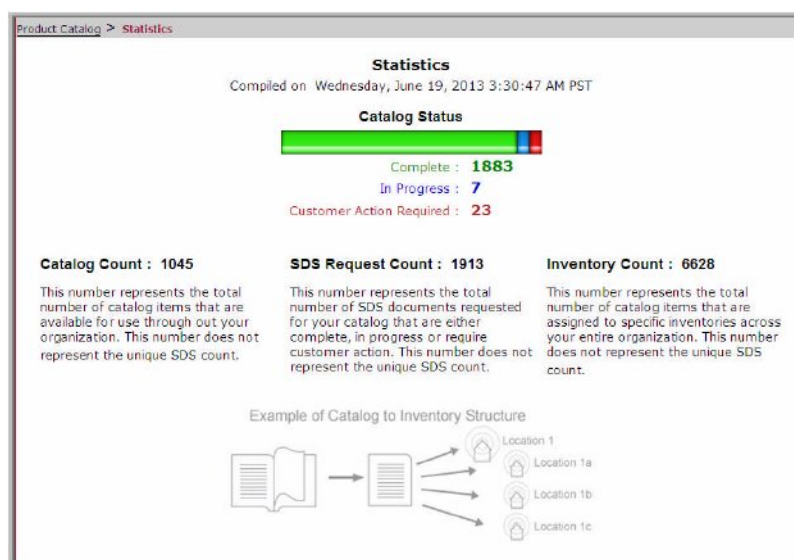 Product Catalog > Statistics
Statistics
Compiled on Wednesday, June 19, 2013 3:30:47 AM PST
Catalog Status
Complete : 1883
In Progress : 7
Customer Action Required : 23
Catalog Count : 1045
This number represents the total
number of catalog items that are
available for use through out your
organization. This number does not
represent the unique SDS count.
SDS Request Count : 1913
This number represents the total
number of SDS documents requested
for your catalog that are either
complete, in progress or require
customer action. This number does not
represent the unique SDS count.
Inventory Count : 6628
This number represents the total
number of catalog items that are
assigned to specific inventories across
your entire organization. This number
does not represent the unique SDS
count.
Example of Catalog to Inventory Structure
Location 1
Location 1a
Location 1b
Location 1c